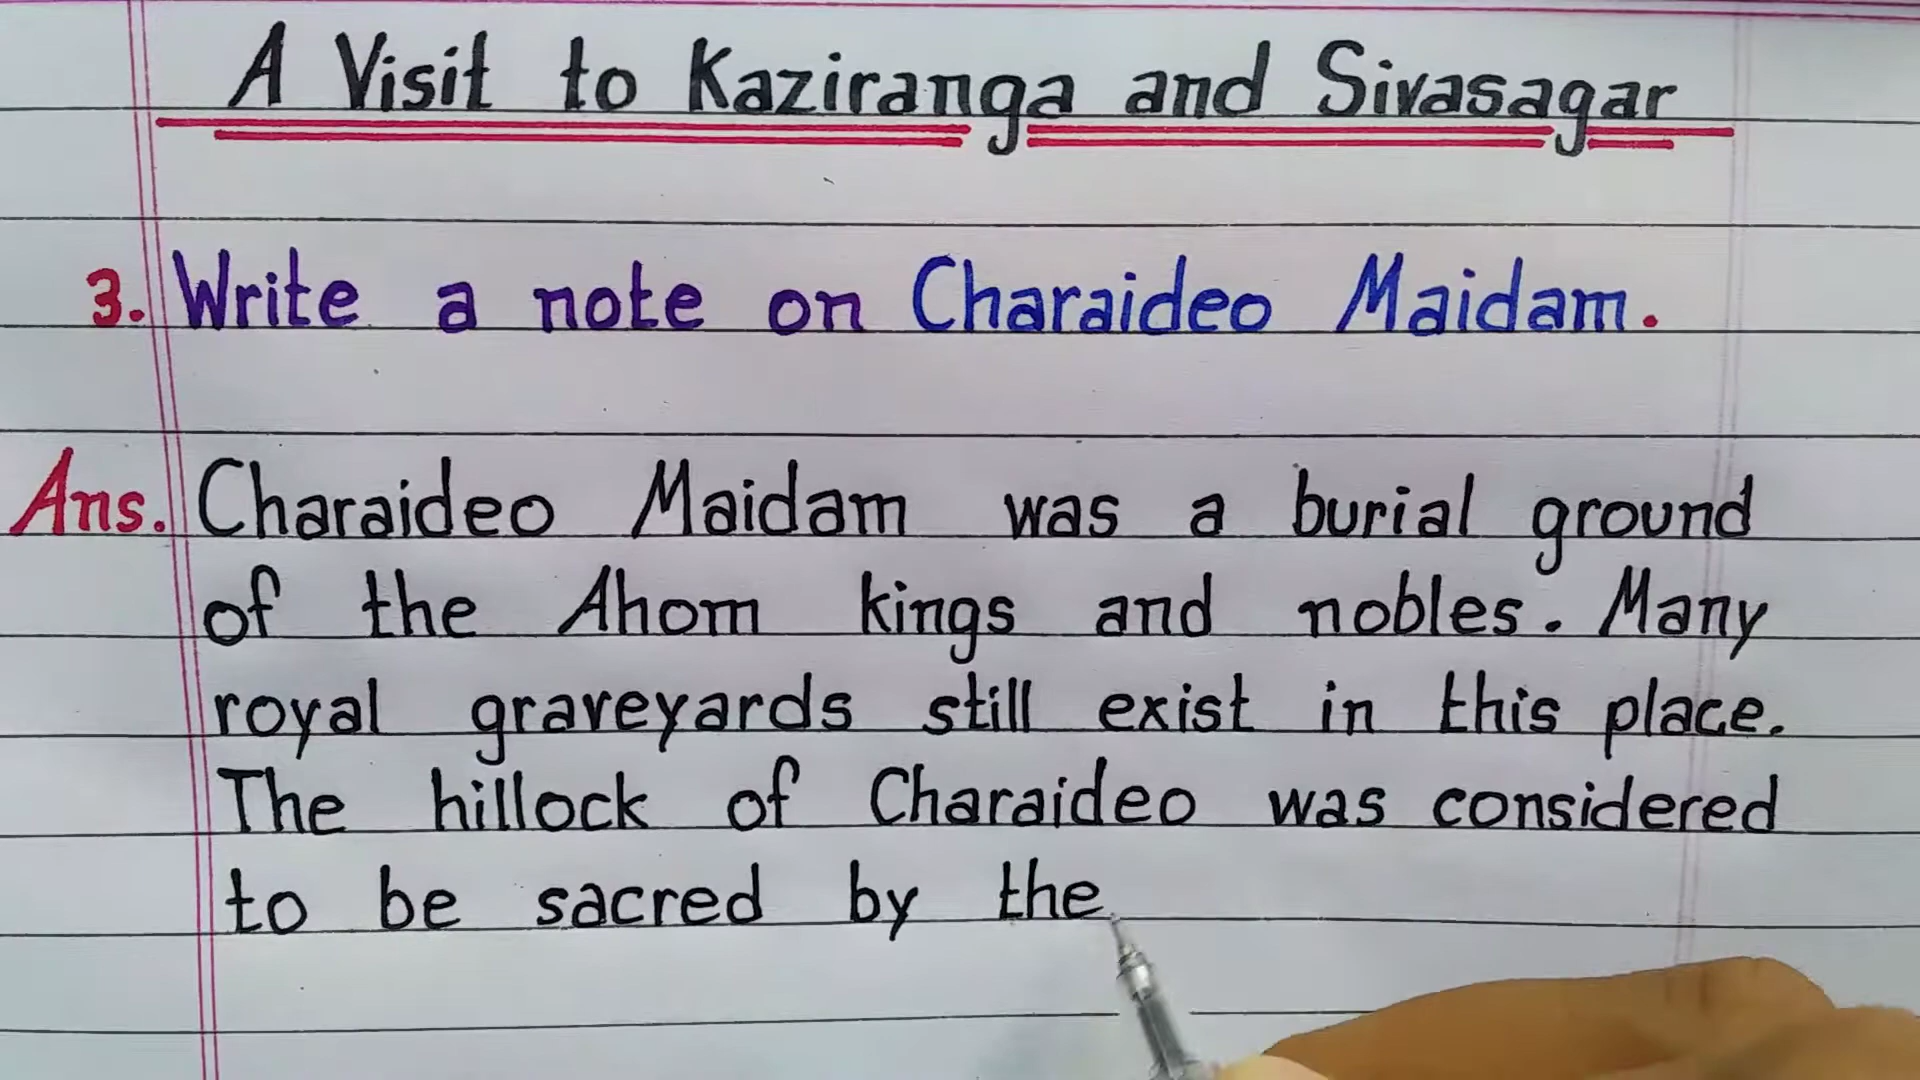 A Visit to Kaziranga and Sivasagar
3. Write a note on Charaideo Maidam.
Ans. Charaideo Maidam was a burial ground
of the Ahom kings and nobles. Many
royal graveyards still exist in this place.
The hillock of Charaideo was considered
to be sacred by the